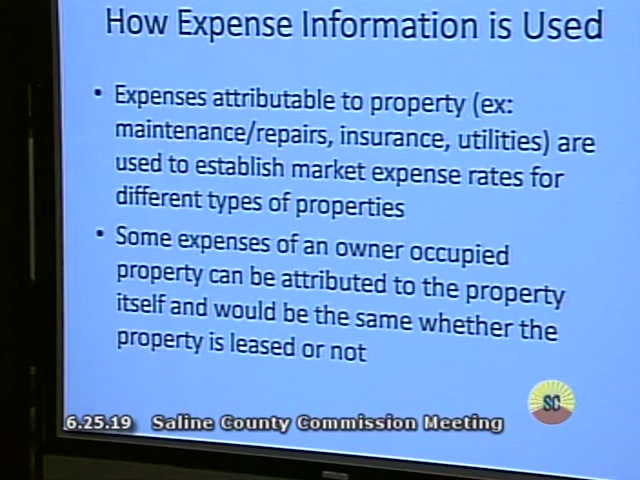 How Expense Information is Used
• Expenses attributable to property (ex:
maintenance/repairs, insurance, utilities) are
used to establish market expense rates for
different types of properties
• Some expenses of an owner occupied
property can be attributed to the property
itself and would be the same whether the
property is leased or not
SC
6.25.19 Saline County Commission Meeting